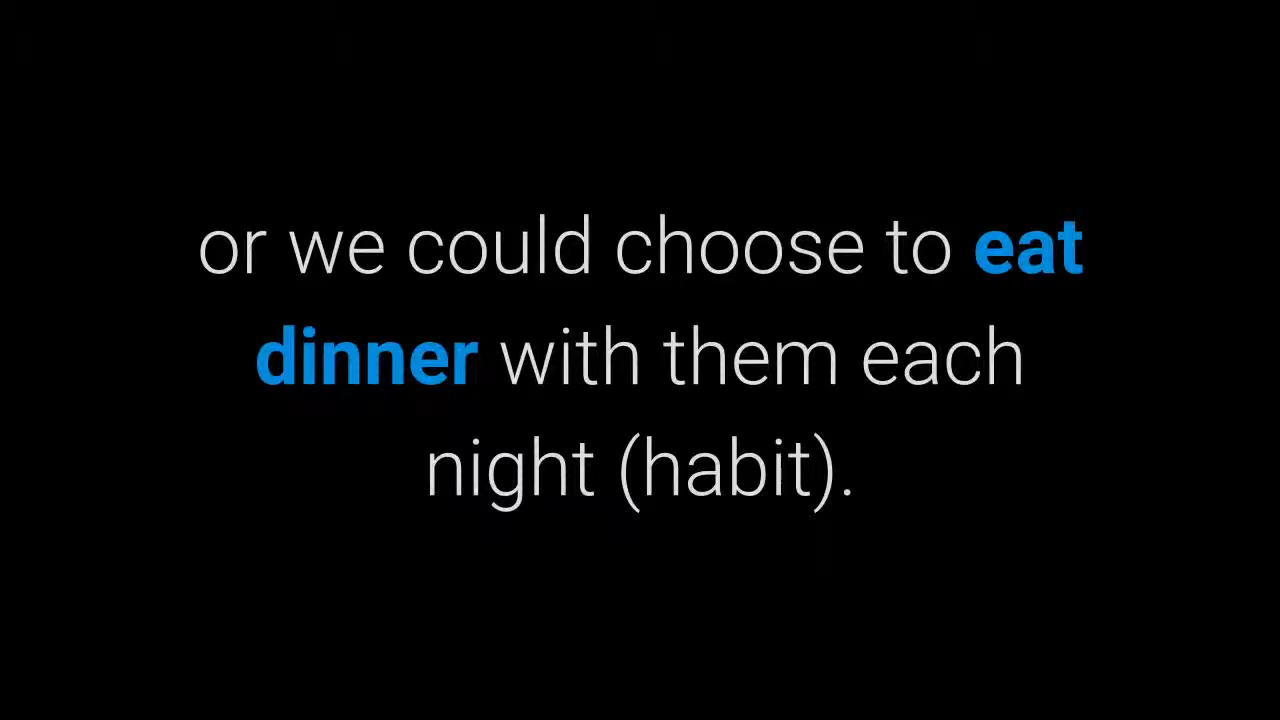 or we could choose to eat
dinner with them each
night (habit).